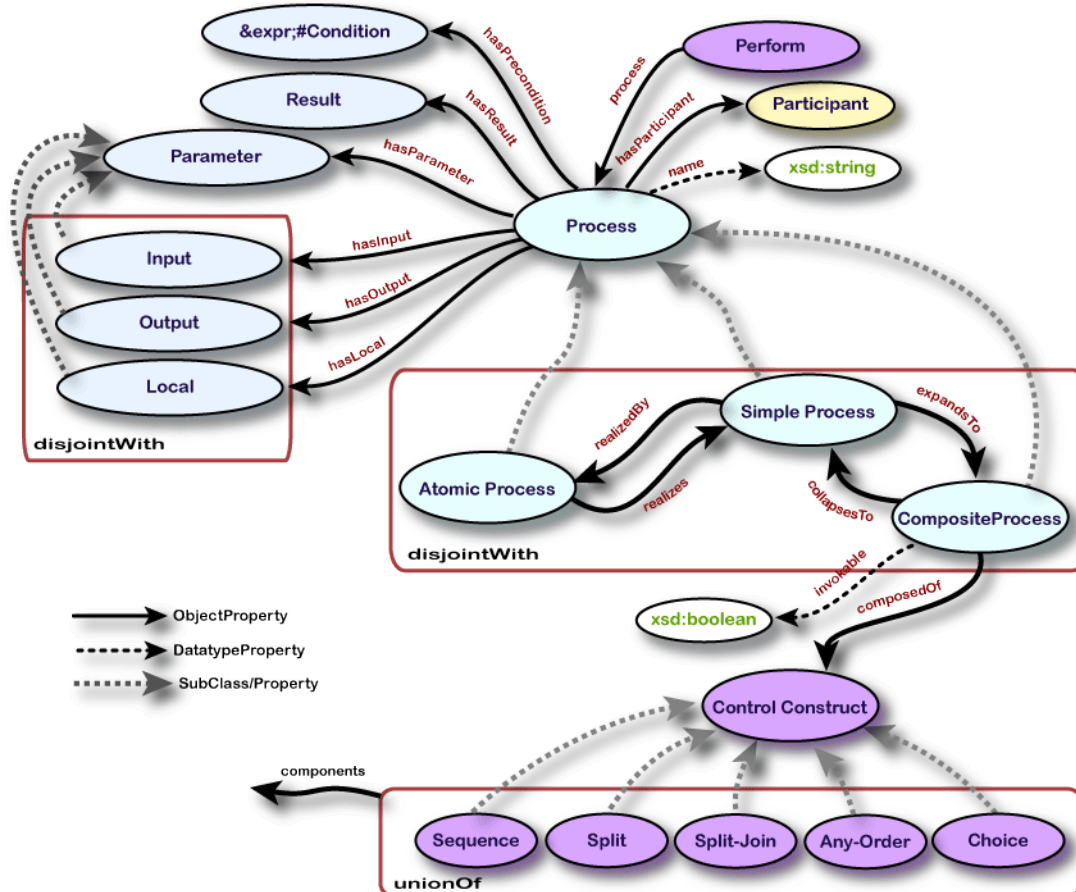 &expr;#Condition
hasPrecondition
Perform
process
Result
hasResult
hasParticipant
Participant
Parameter
hasParameter
name
xsd:string
Process
Input
hasInput
Output
hasOutput
Local
hasLocal
disjointWith
Simple Process
realizedBy
expandsTo
Atomic Process
realizes
collapsesTo
CompositeProcess
disjointWith
invokable
composedOf
xsd:boolean
ObjectProperty
DatatypeProperty
SubClass/Property
Control Construct
components
Sequence
Split
Split-Join
Any-Order
Choice
unionOf